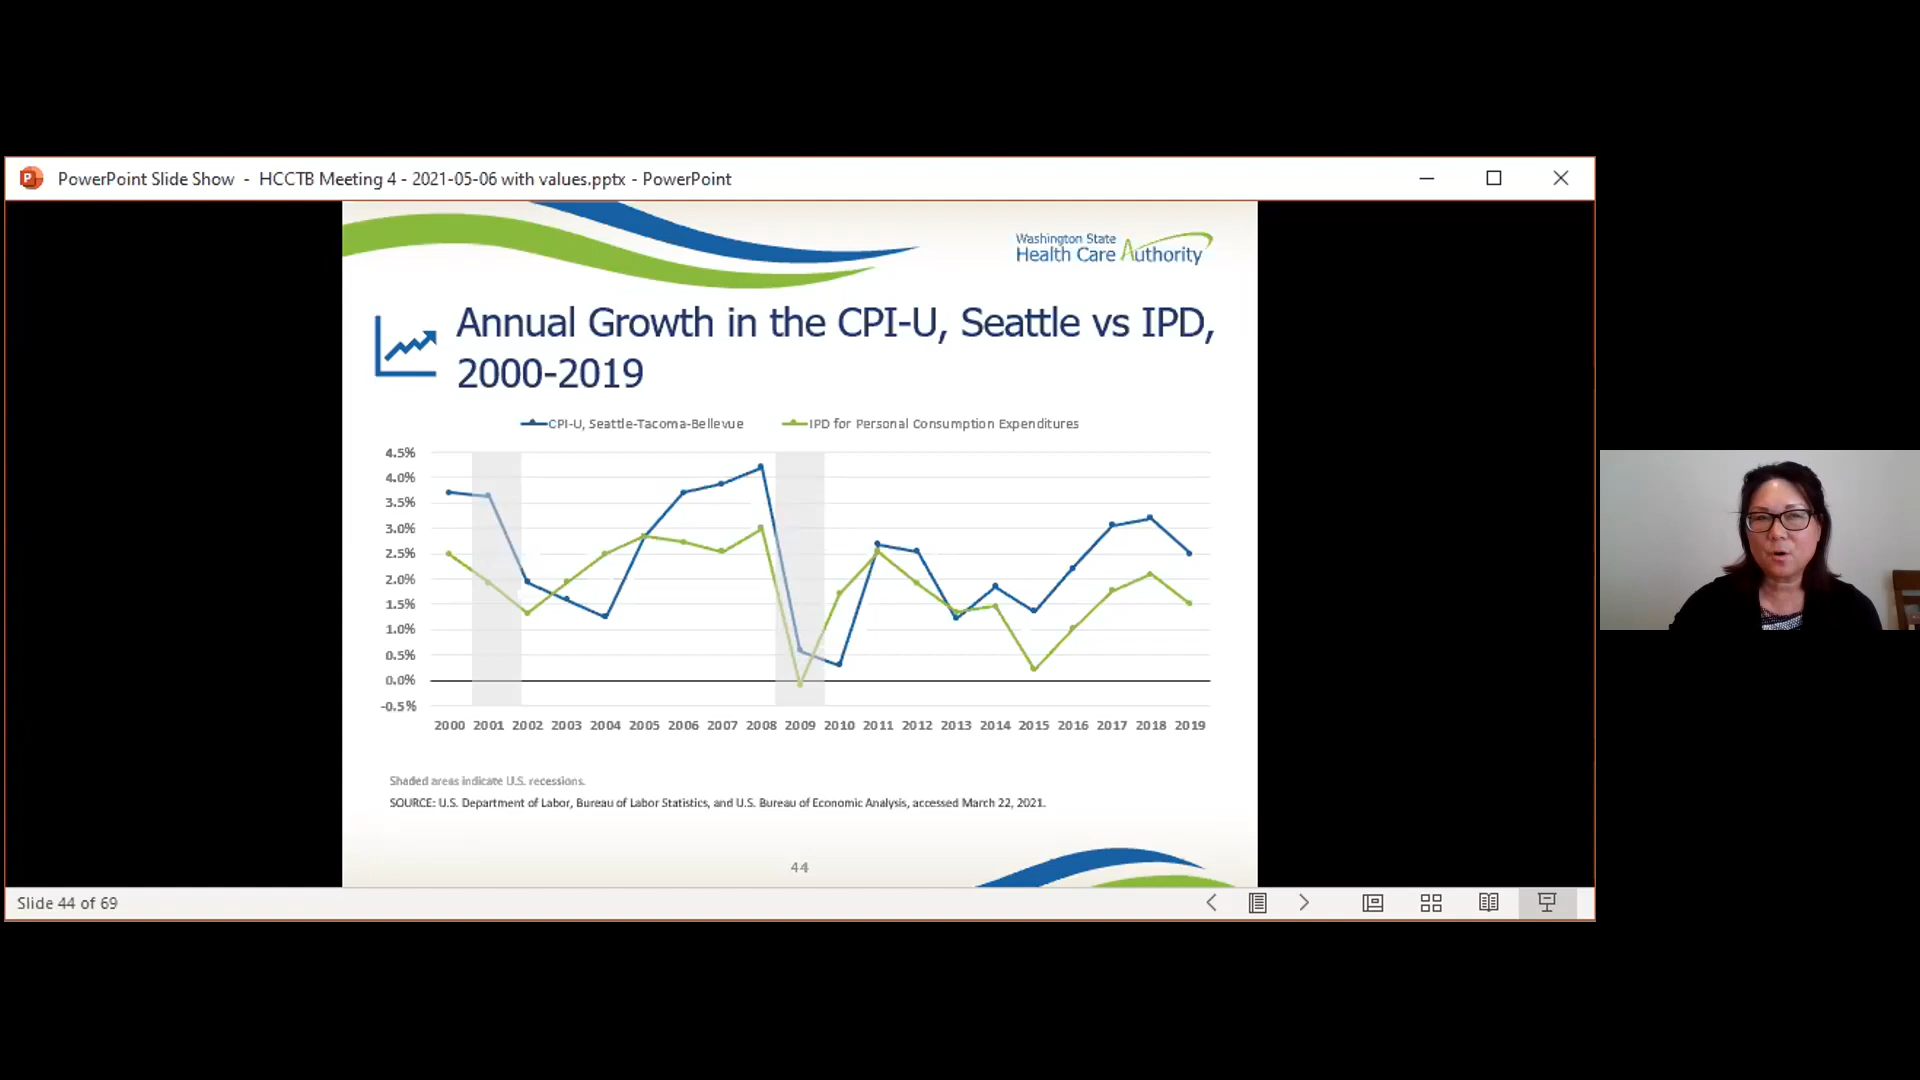 PowerPoint Slide Show - HCCTB Meeting 4 - 2021-05-06 with values.pptx - PowerPoint
Washington State
Health Care Authority
Annual Growth in the CPI-U, Seattle vs IPD,
2000-2019
CPI-U, Seattle-Tacoma-Bellevue IPD for Personal Consumption Expenditures
4.5%
4.0%
3.5%
3.0%
2.5%
2.0%
1.5%
1.0%
0.5%
0.0%
-0.5%
2000 2001 2002 2003 2004 2005 2006 2007 2008 2009 2010 2011 2012 2013 2014 2015 2016 2017 2018 2019
Shaded areas indicate U.S. recessions.
SOURCE: U.S. Department of Labor, Bureau of Labor Statistics, and U.S. Bureau of Economic Analysis, accessed March 22, 2021.
44
Slide 44 of 69